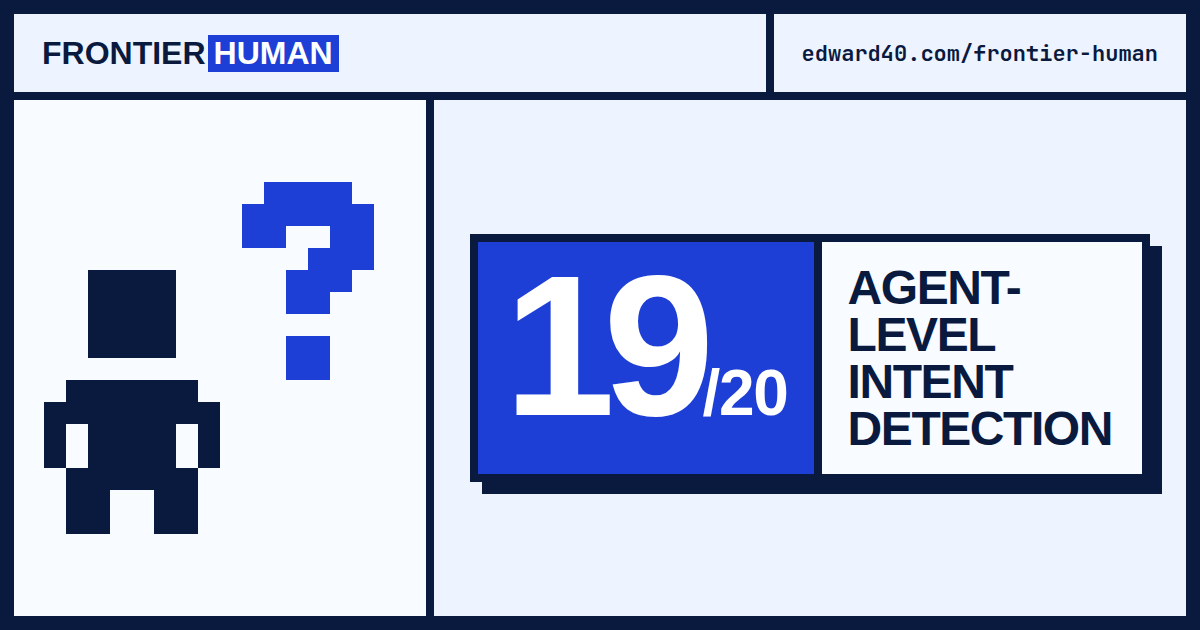 FRONTIER HUMAN
edward40.com/frontier-human
19/20
AGENT-
LEVEL
INTENT
DETECTION